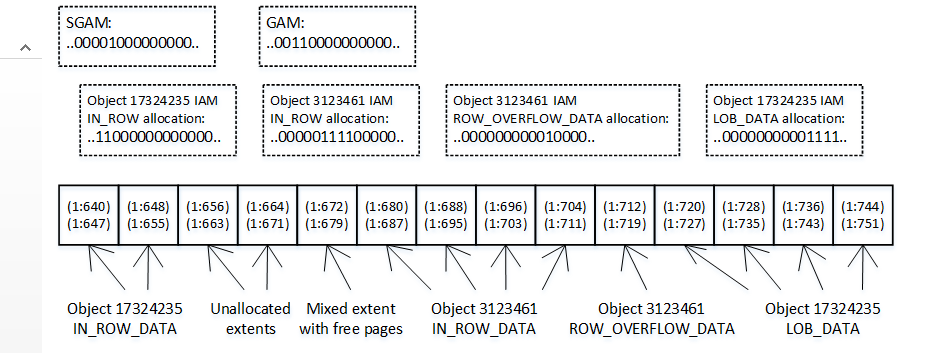 SGAM:
..00001000000000..
GAM:
..00110000000000..
Object 17324235 IAM
IN_ROW allocation:
..11000000000000..
Object 3123461 IAM
IN_ROW allocation:
..00000111100000..
Object 3123461 IAM
ROW_OVERFLOW_DATA allocation:
..000000000010000..
Object 17324235 IAM
LOB_DATA allocation:
..00000000001111..
(1:640) (1:648) (1:656) (1:664) (1:672) (1:680) (1:688) (1:696) (1:704) (1:712) (1:720) (1:728) (1:736) (1:744)
(1:647) (1:655) (1:663) (1:671) (1:679) (1:687) (1:695) (1:703) (1:711) (1:719) (1:727) (1:735) (1:743) (1:751)
Object 17324235
IN_ROW_DATA
Unallocated
extents
Mixed extent
with free pages
Object 3123461
IN_ROW_DATA
Object 3123461
ROW_OVERFLOW_DATA
Object 17324235
LOB_DATA